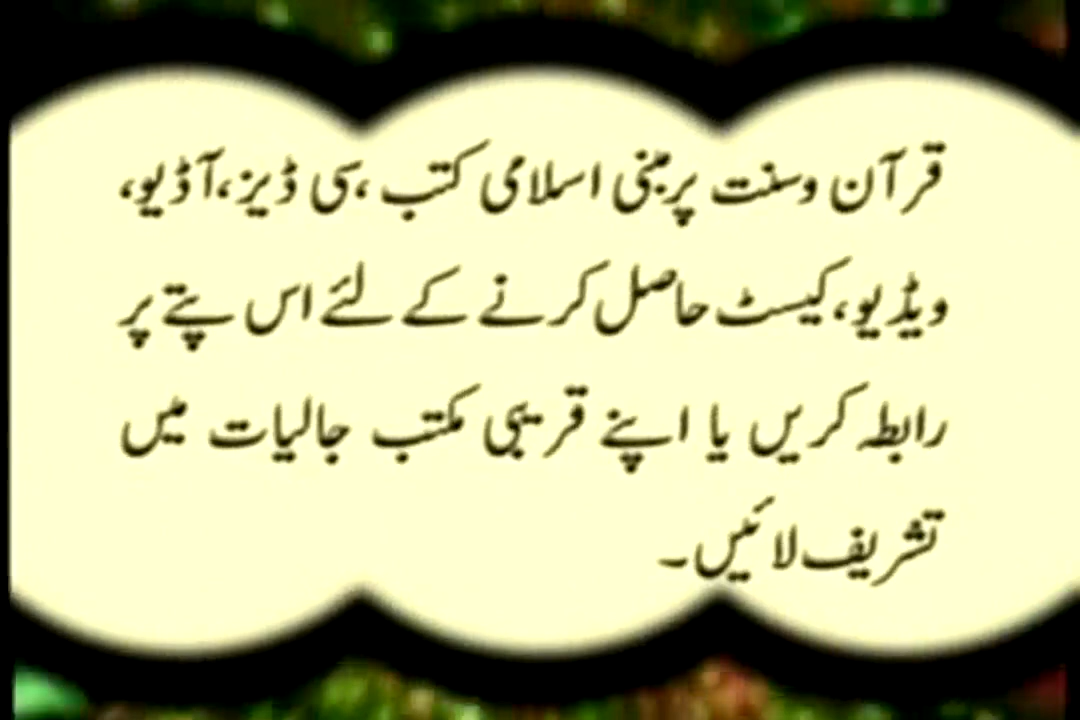 قرآن وسنت پر مبنی اسلامی کتب ،سی ڈیز،آڈیو،
ویڈیو،کیسٹ حاصل کرنے کے لئے اس پتے پر
رابطہ کریں یا اپنے قریبی مکتب جالیات میں
تشریف لائیں۔